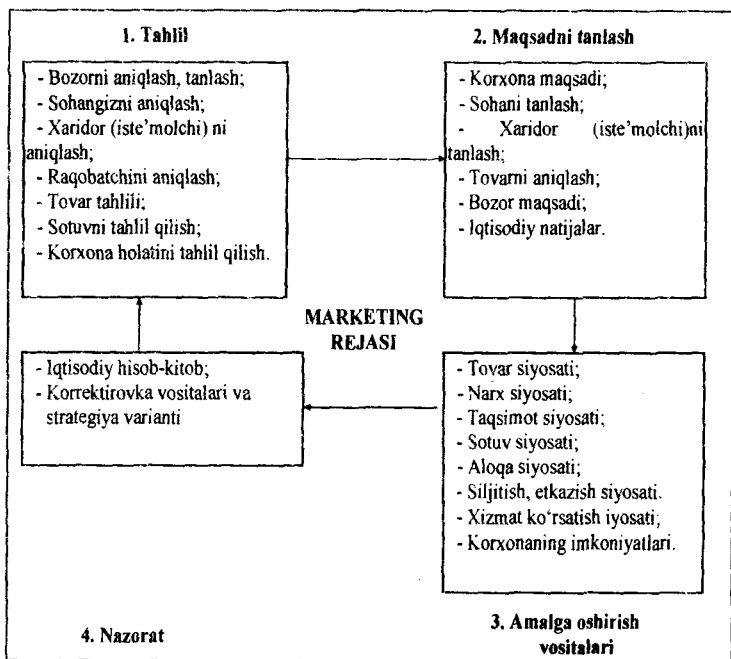 1. Tahlil
- Bozorni aniqlash, tanlash;
- Sohangizni aniqlash;
- Xaridor (iste'molchi) ni
aniqlash;
- Raqobatchini aniqlash;
- Tovar tahlili;
- Sotuvni tahlil qilish;
- Korxona holatini tahlil qilish.
2. Maqsadni tanlash
- Korxona maqsadi;
- Sohani tanlash;
- Xaridor (iste'molchi)ni
tanlash;
- Tovarni aniqlash;
- Bozor maqsadi;
- Iqtisodiy natijalar.
MARKETING
REJASI
- Tovar siyosati;
- Narx siyosati;
- Taqsimot siyosati;
- Sotuv siyosati;
- Aloqa siyosati;
- Siljitish, etkazish siyosati.
- Xizmat ko‘rsatish iyosati;
- Korxonaning imkoniyatlari.
3. Amalga oshirish
vositalari
- Iqtisodiy hisob-kitob;
- Korrektirovka vositalari va
strategiya varianti
4. Nazorat